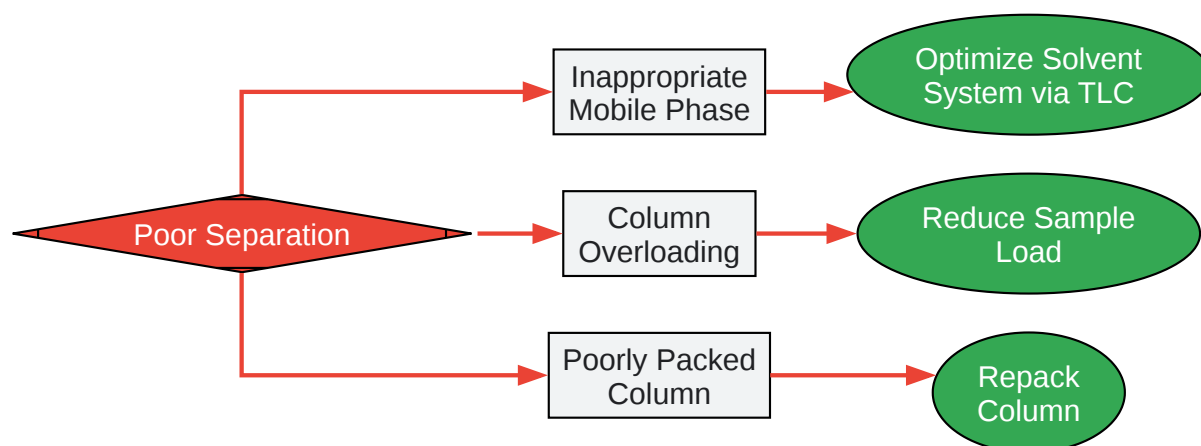 Inappropriate
Mobile Phase
Optimize Solvent
System via TLC
Poor Separation
Column
Overloading
Reduce Sample
Load
Poorly Packed
Column
Repack
Column